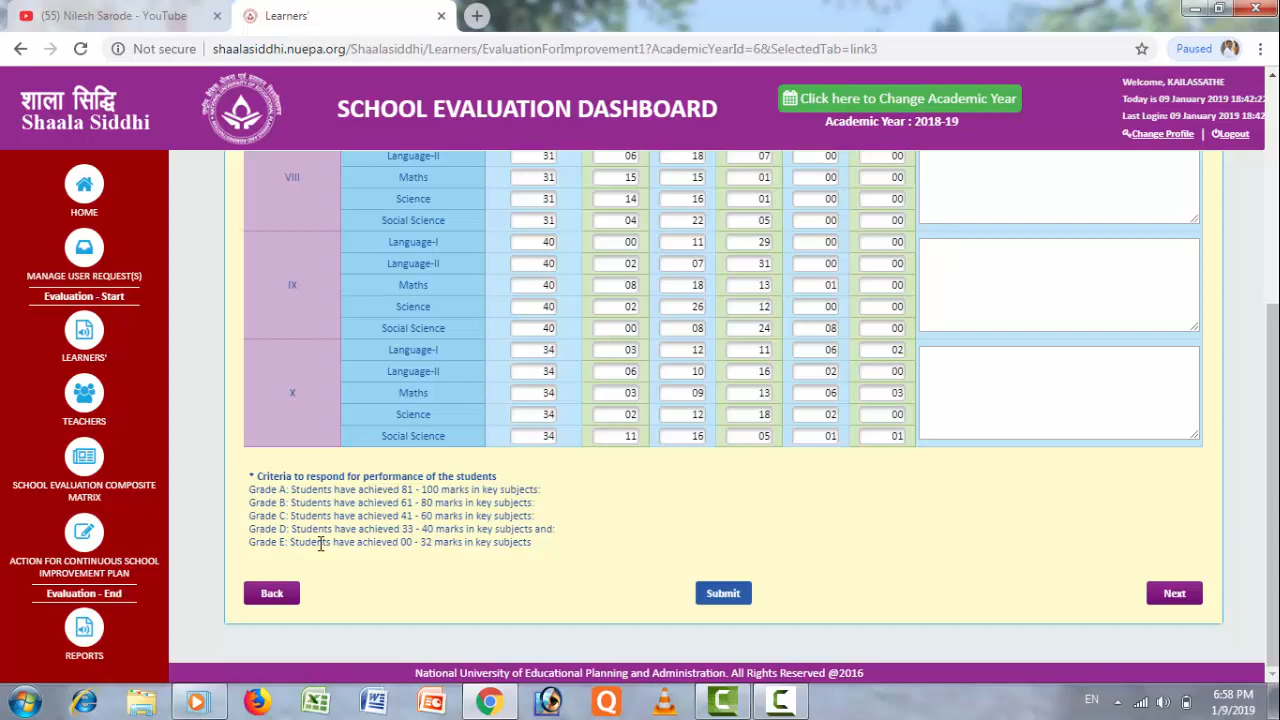 (55) Nilesh Sarode - YouTube
Learners'
Not secure
shaalasiddhi.nuepa.org/Shaalasiddhi/Learners/EvaluationForImprovement1?AcademicYearId=6&SelectedTab=link3
Paused
शाला सिद्धि
Shaala Siddhi
SCHOOL EVALUATION DASHBOARD
Click here to Change Academic Year
Academic Year : 2018-19
Welcome, KAILASSATHE
Today is 09 January 2019 18:42:2
Last Login: 09 January 2019 18:42
Change Profile | Logout
HOME
MANAGE USER REQUEST(S)
Evaluation - Start
LEARNERS'
TEACHERS
SCHOOL EVALUATION COMPOSITE
MATRIX
ACTION FOR CONTINUOUS SCHOOL
IMPROVEMENT PLAN
Evaluation - End
REPORTS
Language-II 31 06 18 07 00 00
VIII
Maths 31 15 15 01 00 00
Science 31 14 16 01 00 00
Social Science 31 04 22 05 00 00
Language-I 40 00 11 29 00 00
Language-II 40 02 07 31 00 00
IX
Maths 40 08 18 13 01 00
Science 40 02 26 12 00 00
Social Science 40 00 08 24 08 00
Language-I 34 03 12 11 06 02
Language-II 34 06 10 16 02 00
X
Maths 34 03 09 13 06 03
Science 34 02 12 18 02 00
Social Science 34 11 16 05 01 01
* Criteria to respond for performance of the students
Grade A: Students have achieved 81 - 100 marks in key subjects:
Grade B: Students have achieved 61 - 80 marks in key subjects:
Grade C: Students have achieved 41 - 60 marks in key subjects:
Grade D: Students have achieved 33 - 40 marks in key subjects and:
Grade E: Students have achieved 00 - 32 marks in key subjects
Back
Submit
Next
National University of Educational Planning and Administration. All Rights Reserved @2016
EN
6:58 PM
1/9/2019